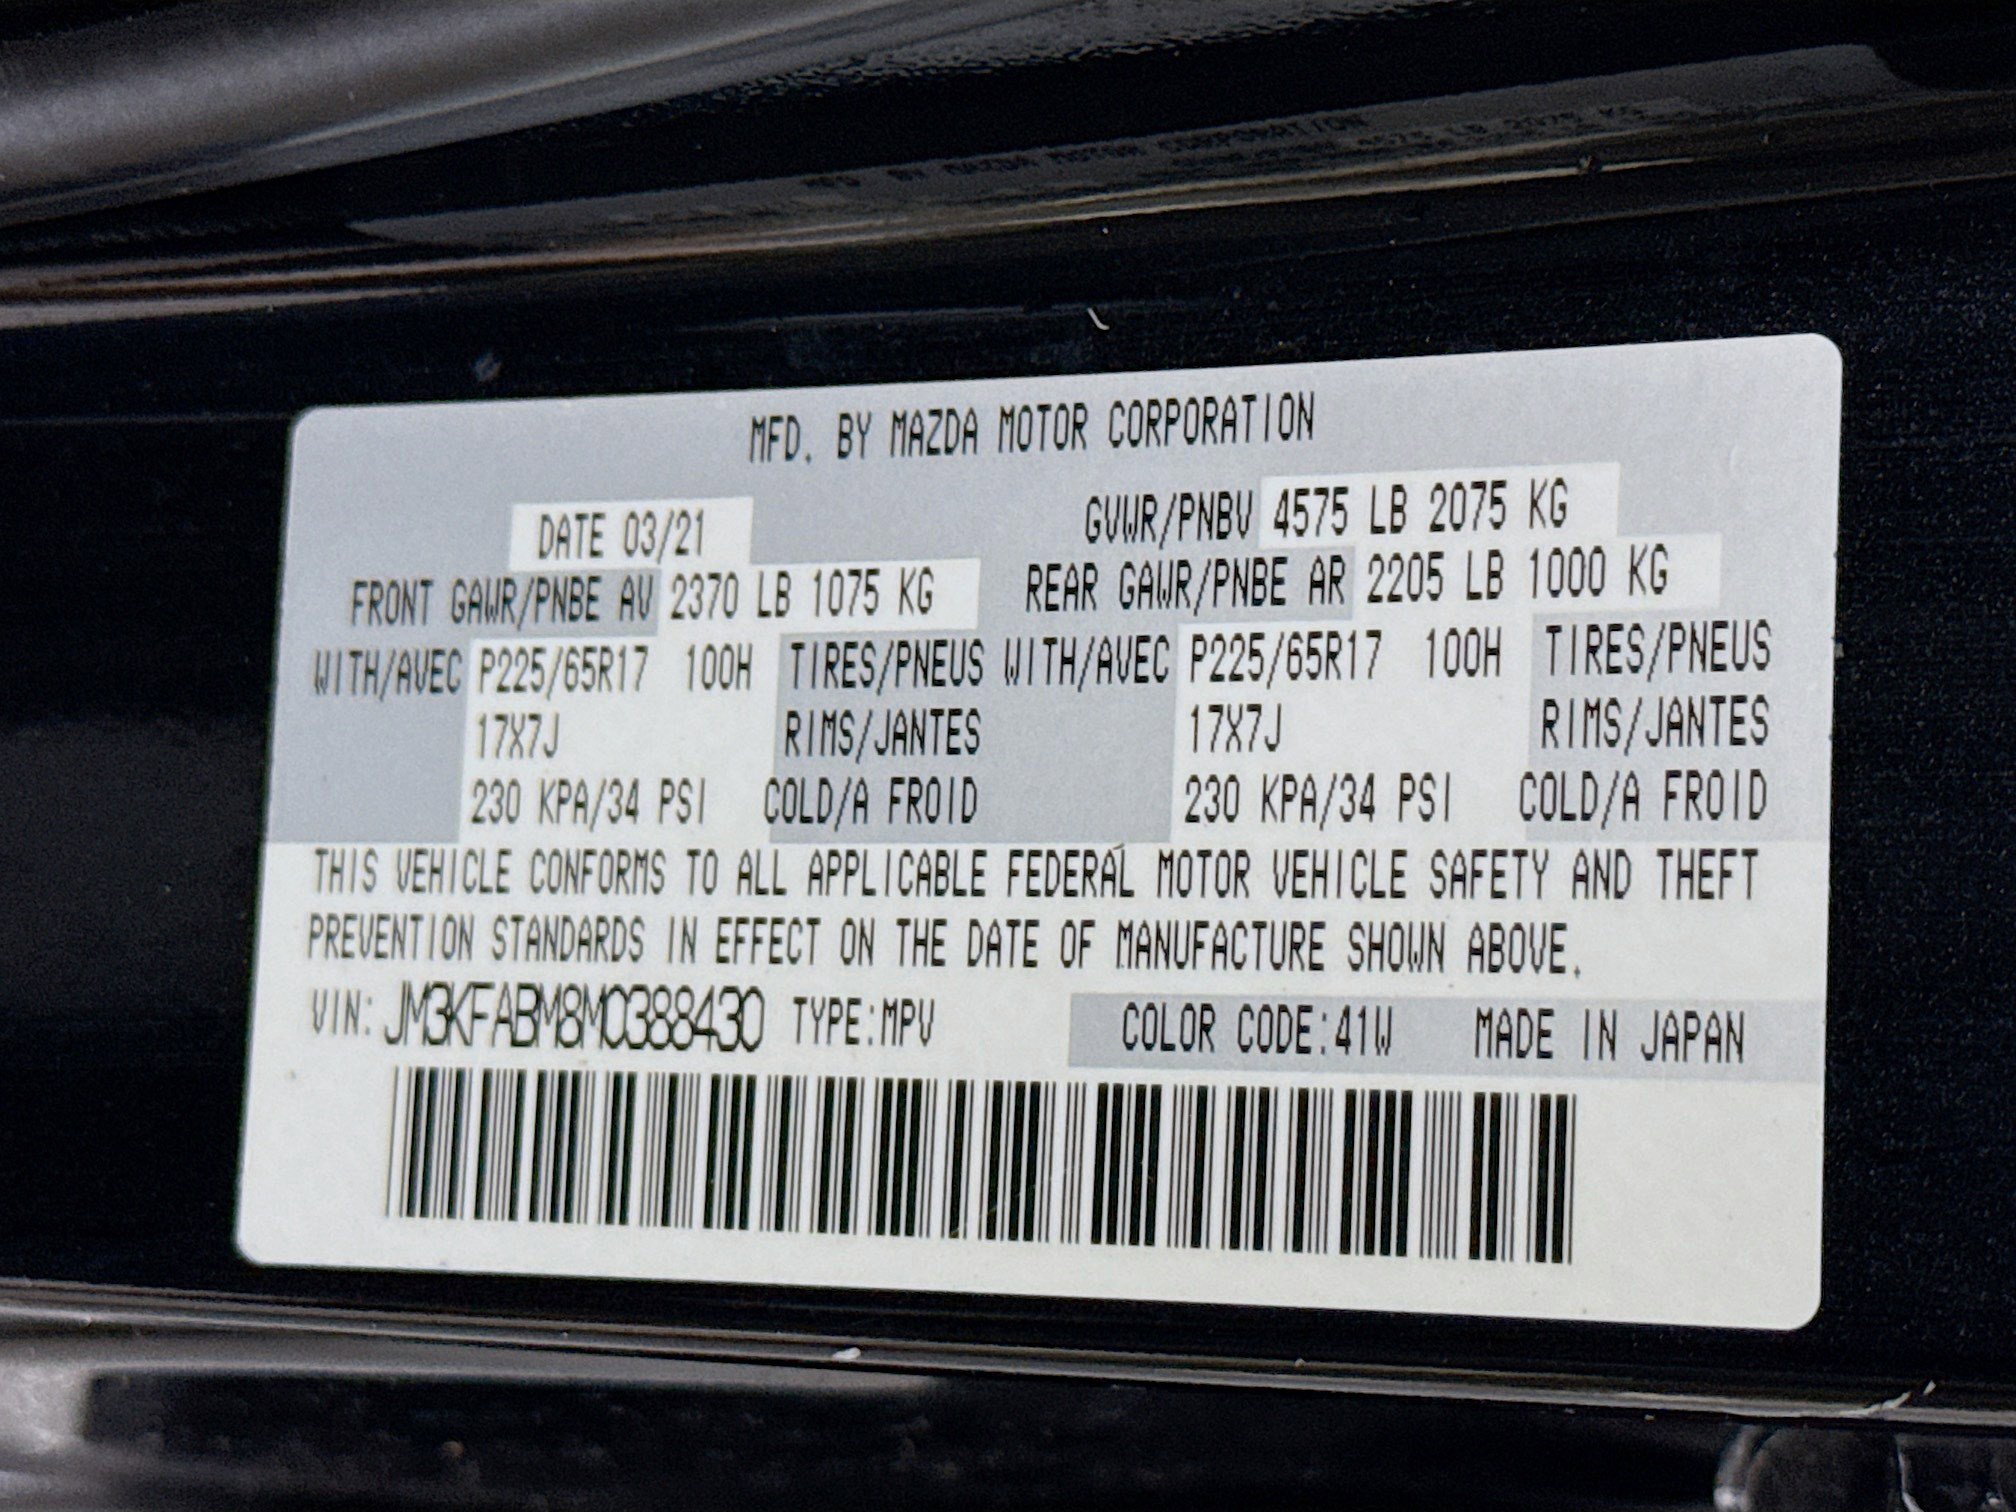 MFD. BY MAZDA MOTOR CORPORATION
DATE 03/21 GVWR/PNBV 4575 LB 2075 KG
FRONT GAWR/PNBE AV 2370 LB 1075 KG REAR GAWR/PNBE AR 2205 LB 1000 KG
WITH/AVEC P225/65R17 100H TIRES/PNEUS WITH/AVEC P225/65R17 100H TIRES/PNEUS
17X7J RIMS/JANTES 17X7J RIMS/JANTES
230 KPA/34 PSI COLD/A FROID 230 KPA/34 PSI COLD/A FROID
THIS VEHICLE CONFORMS TO ALL APPLICABLE FEDERAL MOTOR VEHICLE SAFETY AND THEFT
PREVENTION STANDARDS IN EFFECT ON THE DATE OF MANUFACTURE SHOWN ABOVE.
VIN: JM3KFABM8M0388430 TYPE:MPV COLOR CODE:41W MADE IN JAPAN